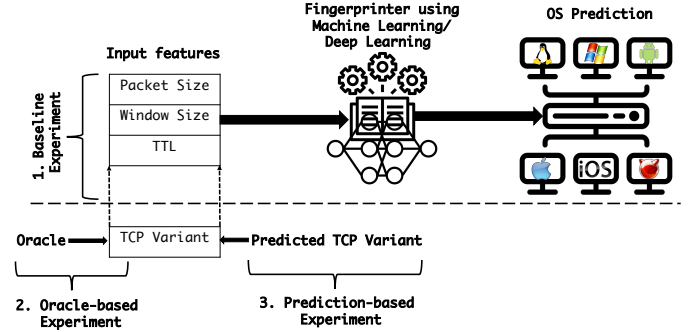 Fingerprinter using
Machine Learning/
Deep Learning
OS Prediction
Input features
Packet Size
Window Size
TTL
1. Baseline
Experiment
iOS
Oracle
TCP Variant
Predicted TCP Variant
2. Oracle-based
Experiment
3. Prediction-based
Experiment